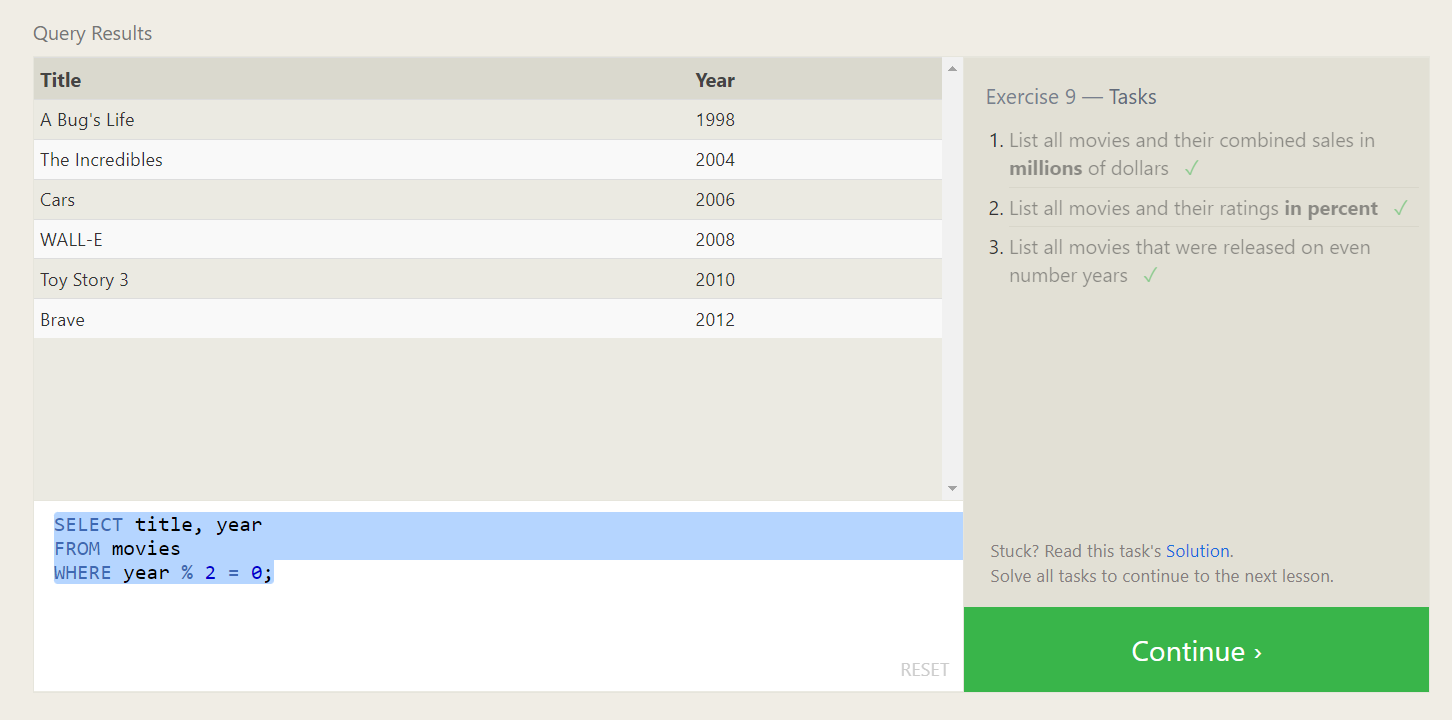 Query Results
Title Year
A Bug's Life 1998
The Incredibles 2004
Cars 2006
WALL-E 2008
Toy Story 3 2010
Brave 2012
SELECT title, year
FROM movies
WHERE year % 2 = 0;
RESET
Exercise 9 — Tasks
1. List all movies and their combined sales in
millions of dollars ✓
2. List all movies and their ratings in percent ✓
3. List all movies that were released on even
number years ✓
Stuck? Read this task's Solution.
Solve all tasks to continue to the next lesson.
Continue ›